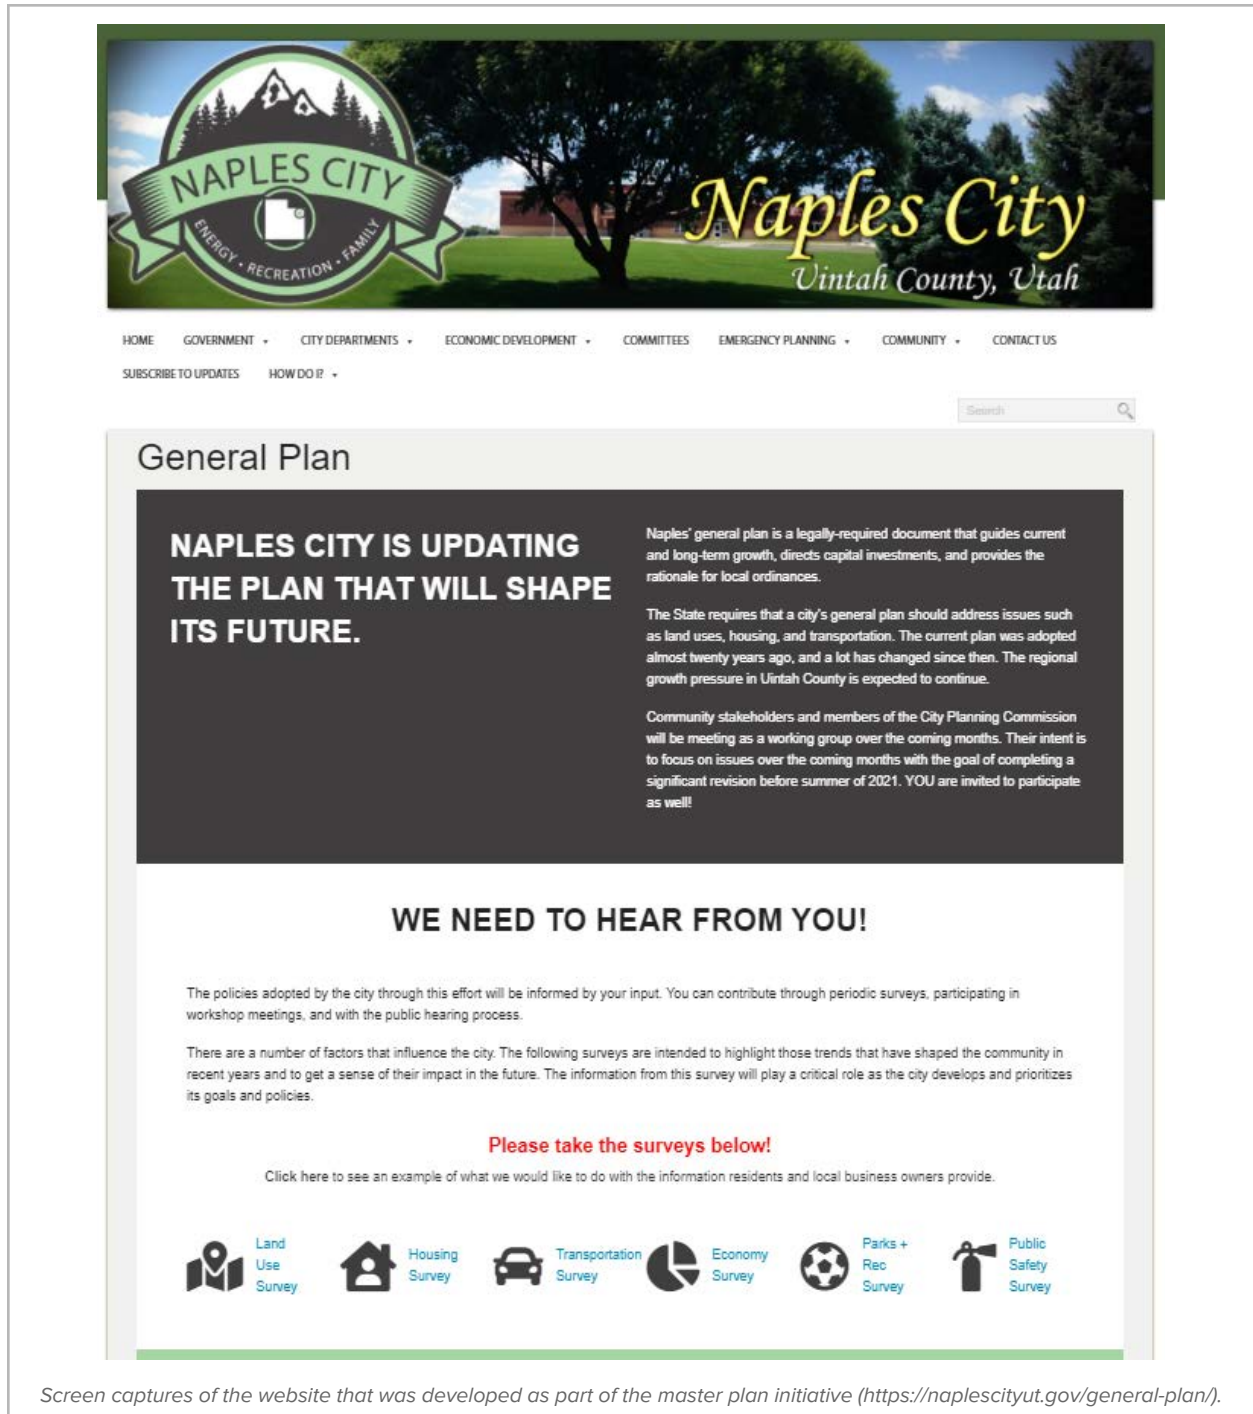 NAPLES CITY
ENERGY • RECREATION • FAMILY
Naples City
Uintah County, Utah
HOME GOVERNMENT CITY DEPARTMENTS ECONOMIC DEVELOPMENT COMMITTEES EMERGENCY PLANNING COMMUNITY CONTACT US
SUBSCRIBE TO UPDATES HOW DO I?
Search
General Plan
NAPLES CITY IS UPDATING
THE PLAN THAT WILL SHAPE
ITS FUTURE.
Naples' general plan is a legally-required document that guides current
and long-term growth, directs capital investments, and provides the
rationale for local ordinances.
The State requires that a city's general plan should address issues such
as land uses, housing, and transportation. The current plan was adopted
almost twenty years ago, and a lot has changed since then. The regional
growth pressure in Uintah County is expected to continue.
Community stakeholders and members of the City Planning Commission
will be meeting as a working group over the coming months. Their intent is
to focus on issues over the coming months with the goal of completing a
significant revision before summer of 2021. YOU are invited to participate
as well!
WE NEED TO HEAR FROM YOU!
The policies adopted by the city through this effort will be informed by your input. You can contribute through periodic surveys, participating in
workshop meetings, and with the public hearing process.
There are a number of factors that influence the city. The following surveys are intended to highlight those trends that have shaped the community in
recent years and to get a sense of their impact in the future. The information from this survey will play a critical role as the city develops and prioritizes
its goals and policies.
Please take the surveys below!
Click here to see an example of what we would like to do with the information residents and local business owners provide.
Land
Use
Survey
Housing
Survey
Transportation
Survey
Economy
Survey
Parks +
Rec
Survey
Public
Safety
Survey
Screen captures of the website that was developed as part of the master plan initiative (https://naplescityut.gov/general-plan/).